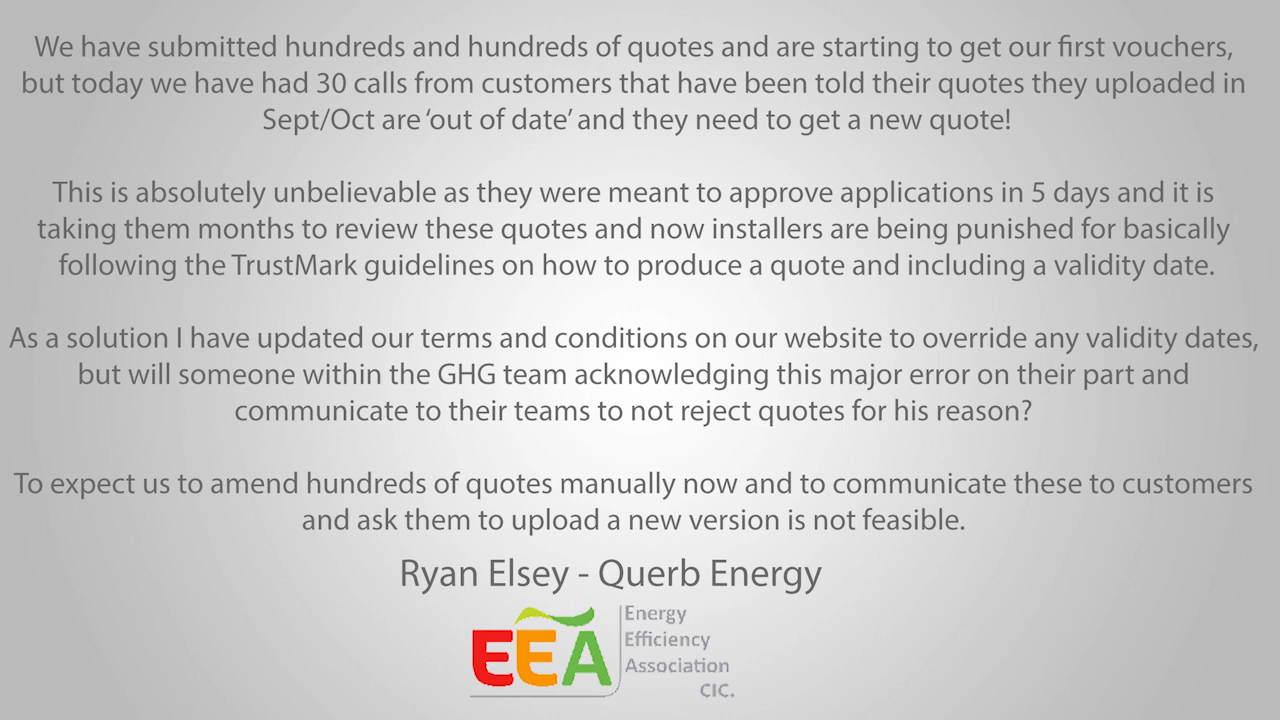 We have submitted hundreds and hundreds of quotes and are starting to get our first vouchers,
but today we have had 30 calls from customers that have been told their quotes they uploaded in
Sept/Oct are ‘out of date’ and they need to get a new quote!
This is absolutely unbelievable as they were meant to approve applications in 5 days and it is
taking them months to review these quotes and now installers are being punished for basically
following the TrustMark guidelines on how to produce a quote and including a validity date.
As a solution I have updated our terms and conditions on our website to override any validity dates,
but will someone within the GHG team acknowledging this major error on their part and
communicate to their teams to not reject quotes for his reason?
To expect us to amend hundreds of quotes manually now and to communicate these to customers
and ask them to upload a new version is not feasible.
Ryan Elsey - Querb Energy
EEA
Energy
Efficiency
Association
CIC.